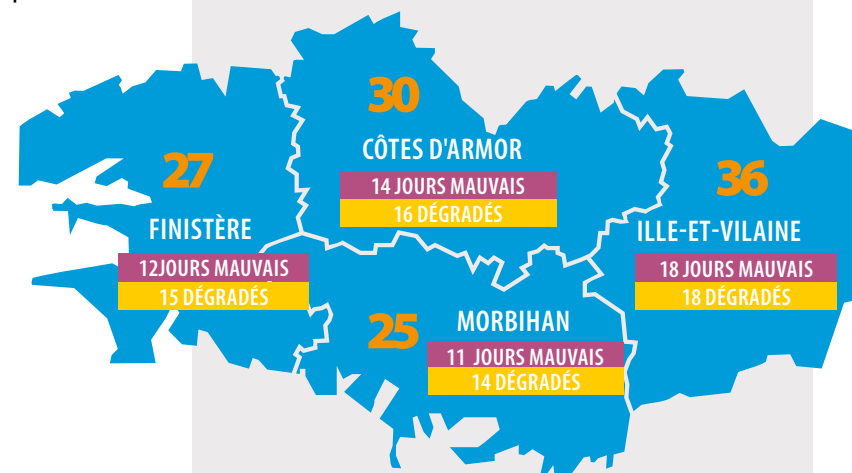 30
CÔTES D'ARMOR
14 JOURS MAUVAIS
16 DÉGRADÉS
27
FINISTÈRE
12JOURS MAUVAIS
15 DÉGRADÉS
36
ILLE-ET-VILAINE
18 JOURS MAUVAIS
18 DÉGRADÉS
25
MORBIHAN
11 JOURS MAUVAIS
14 DÉGRADÉS